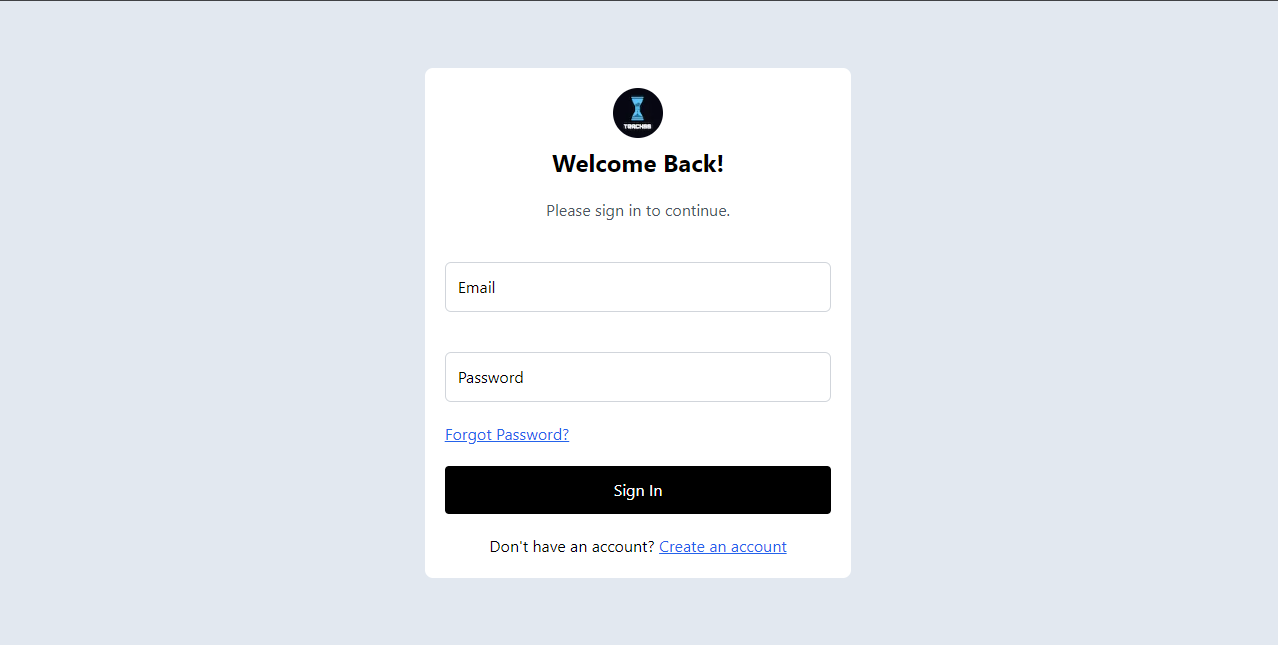 Welcome Back!
Please sign in to continue.
Email
Password
Forgot Password?
Sign In
Don't have an account? Create an account